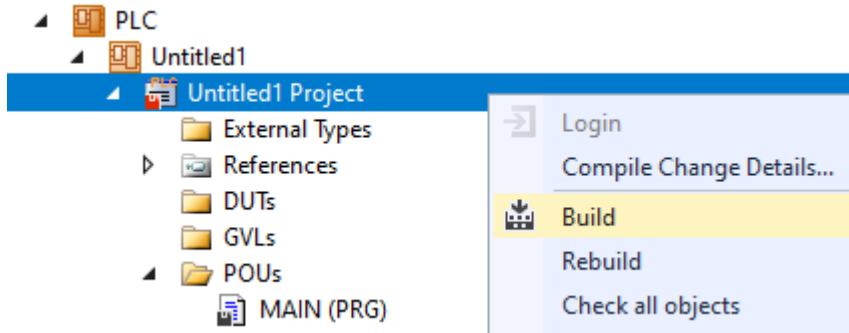 PLC
Untitled1
Untitled1 Project
External Types
References
DUTs
GVLs
POUs
MAIN (PRG)
Login
Compile Change Details...
Build
Rebuild
Check all objects